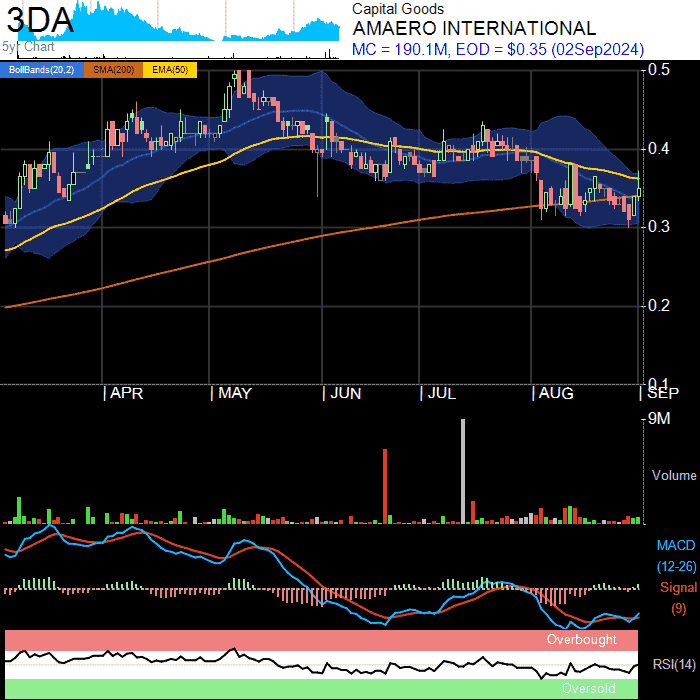 3DA
5yr Chart
Capital Goods
AMAERO INTERNATIONAL
MC = 190.1M, EOD = $0.35 (02Sep2024)
BollBands(20,2) SMA(200) EMA(50)
0.5
0.4
0.3
0.2
0.1
| APR | MAY | JUN | JUL | AUG | SEP
9M
Volume
MACD
(12-26)
Signal
(9)
Overbought
RSI(14)
Oversold